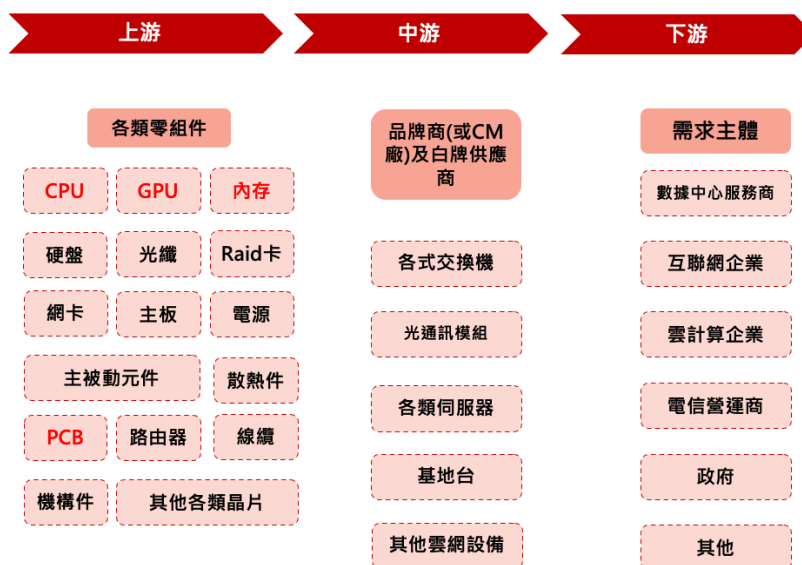 上游
中游
下游
各類零組件
CPU
GPU
內存
硬盤
光纖
Raid卡
網卡
主板
電源
主被動元件
散熱件
PCB
路由器
線纜
機構件
其他各類晶片
品牌商(或CM
廠)及白牌供應
商
各式交換機
光通訊模組
各類伺服器
基地台
其他雲網設備
需求主體
數據中心服務商
互聯網企業
雲計算企業
電信營運商
政府
其他